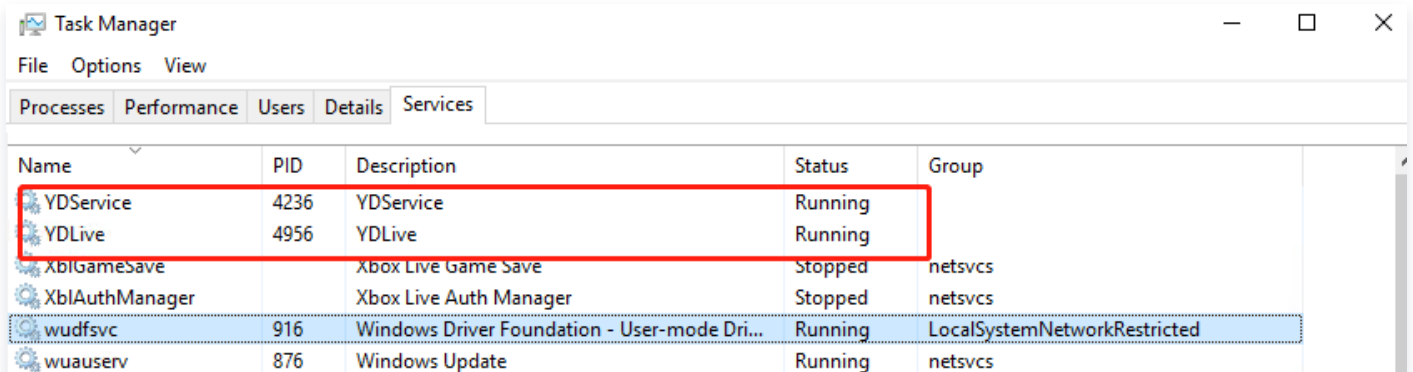 Task Manager
File Options View
Processes Performance Users Details Services
Name PID Description Status Group
YDService 4236 YDService Running
YDLive 4956 YDLive Running
XblGameSave Xbox Live Game Save Stopped netsvcs
XblAuthManager Xbox Live Auth Manager Stopped netsvcs
wudfsvc 916 Windows Driver Foundation - User-mode Dri... Running LocalSystemNetworkRestricted
wuauserv 876 Windows Update Running netsvcs